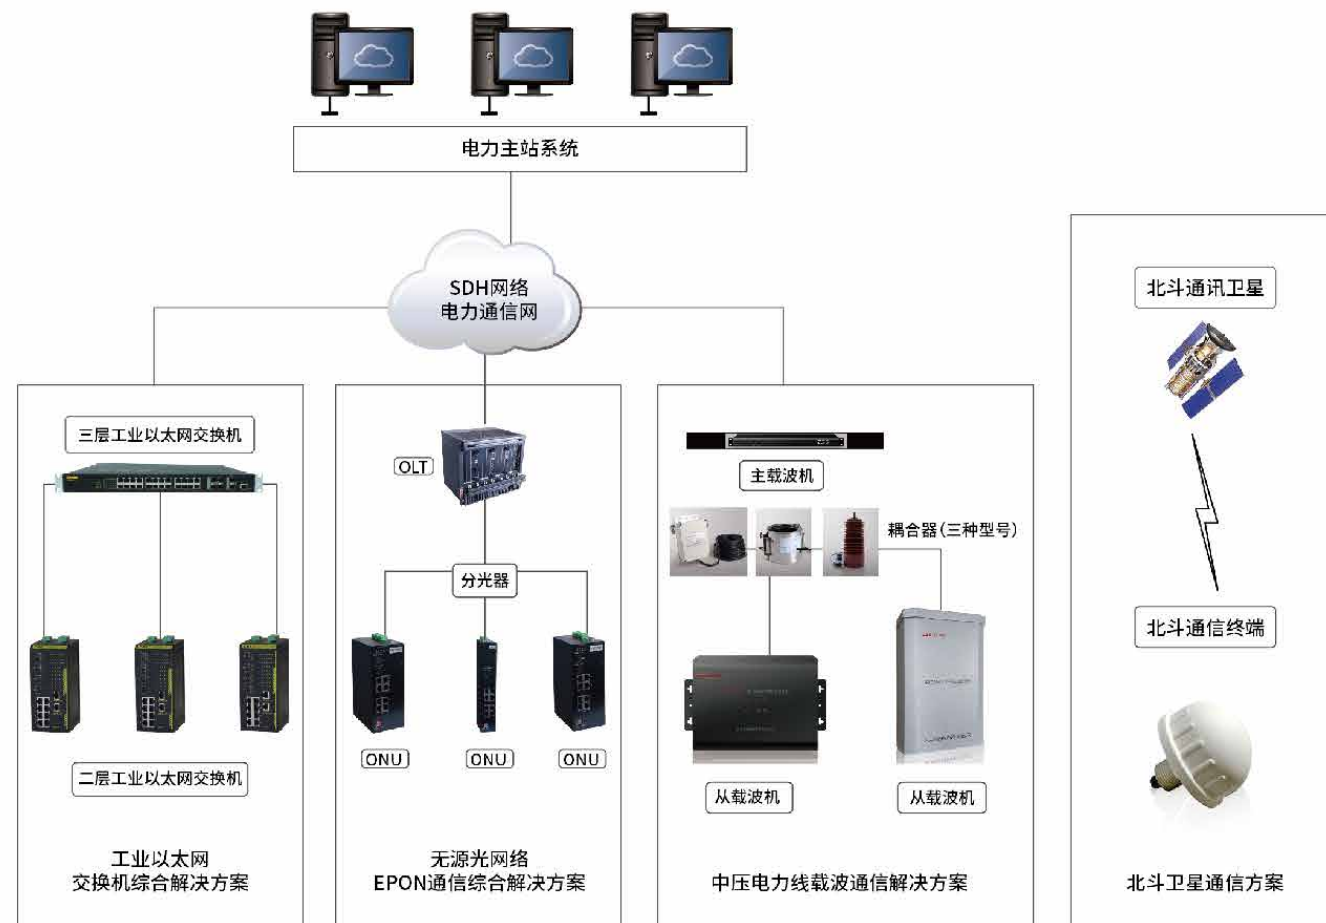 电力主站系统
SDH网络
电力通信网
三层工业以太网交换机
二层工业以太网交换机
工业以太网
交换机综合解决方案
OLT
分光器
ONU
ONU
ONU
无源光网络
EPON通信综合解决方案
主载波机
耦合器(三种型号)
从载波机
从载波机
中压电力线载波通信解决方案
北斗通讯卫星
北斗通信终端
北斗卫星通信方案